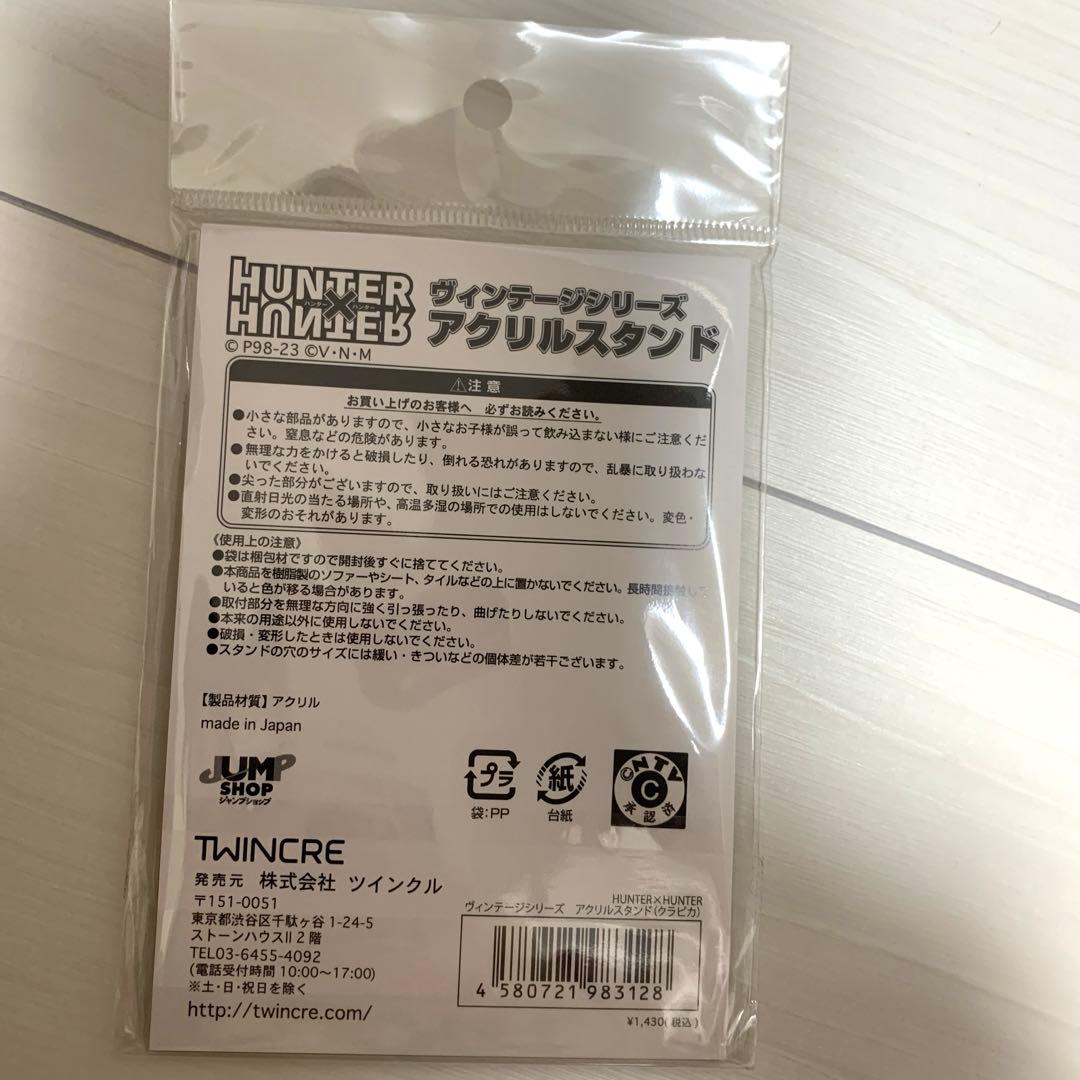 HUNTER×HUNTER
ハンター×ハンター
ヴィンテージシリーズ
アクリルスタンド
© P98-23 ©V・N・M
⚠注意
お買い上げのお客様へ 必ずお読みください。
●小さな部品がありますので、小さなお子様が誤って飲み込まない様にご注意くだ
さい。窒息などの危険があります。
●無理な力をかけると破損したり、倒れる恐れがありますので、乱暴に取り扱わな
いでください。
●尖った部分がございますので、取り扱いにはご注意ください。
●直射日光の当たる場所や、高温多湿の場所での使用はしないでください。変色・
変形のおそれがあります。
《使用上の注意》
●袋は梱包材ですので開封後すぐに捨ててください。
●本商品を樹脂製のソファーやシート、タイルなどの上に置かないでください。長時間接触して
いると色が移る場合があります。
●取付部分を無理な方向に強く引っ張ったり、曲げたりしないでください。
●本来の用途以外に使用しないでください。
●破損・変形したときは使用しないでください。
●スタンドの穴のサイズには緩い・きついなどの個体差が若干ございます。
【製品材質】アクリル
made in Japan
JUMP
SHOP
ジャンプショップ
プラ
袋:PP
紙
台紙
©NTV
C
承認済
TWINCRE
発売元 株式会社 ツインクル
〒151-0051
東京都渋谷区千駄ヶ谷 1-24-5
ストーンハウスII 2 階
TEL03-6455-4092
(電話受付時間 10:00～17:00)
※土・日・祝日を除く
http://twincre.com/
HUNTER×HUNTER
ヴィンテージシリーズ アクリルスタンド(クラピカ)
4 580721 983128
¥1,430(税込)